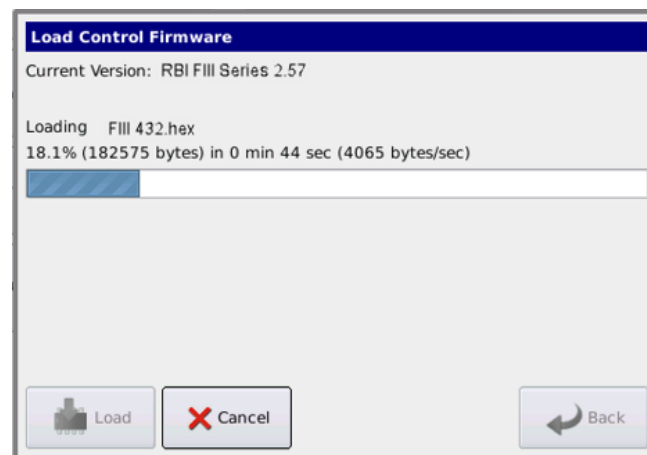 Load Control Firmware
Current Version: RBI FIII Series 2.57
Loading FIII 432.hex
18.1% (182575 bytes) in 0 min 44 sec (4065 bytes/sec)
Load Cancel Back